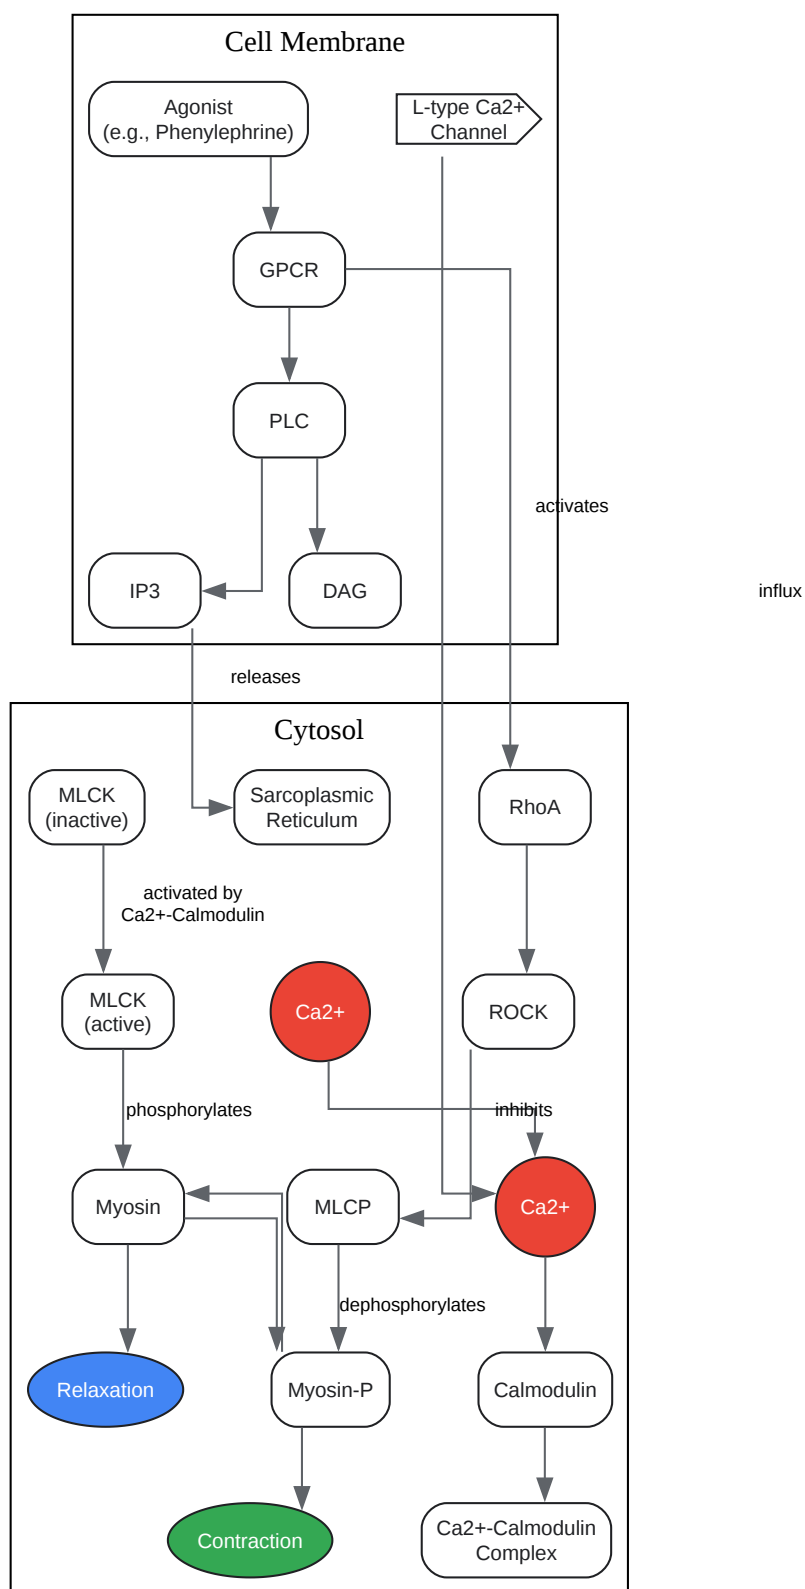 Cell Membrane
Agonist
(e.g., Phenylephrine)
L-type Ca2+
Channel
GPCR
PLC
activates
IP3
DAG
influx
releases
Cytosol
MLCK
(inactive)
Sarcoplasmic
Reticulum
RhoA
activated by
Ca2+-Calmodulin
MLCK
(active)
Ca2+
ROCK
phosphorylates
inhibits
Myosin
MLCP
Ca2+
dephosphorylates
Relaxation
Myosin-P
Calmodulin
Contraction
Ca2+-Calmodulin
Complex